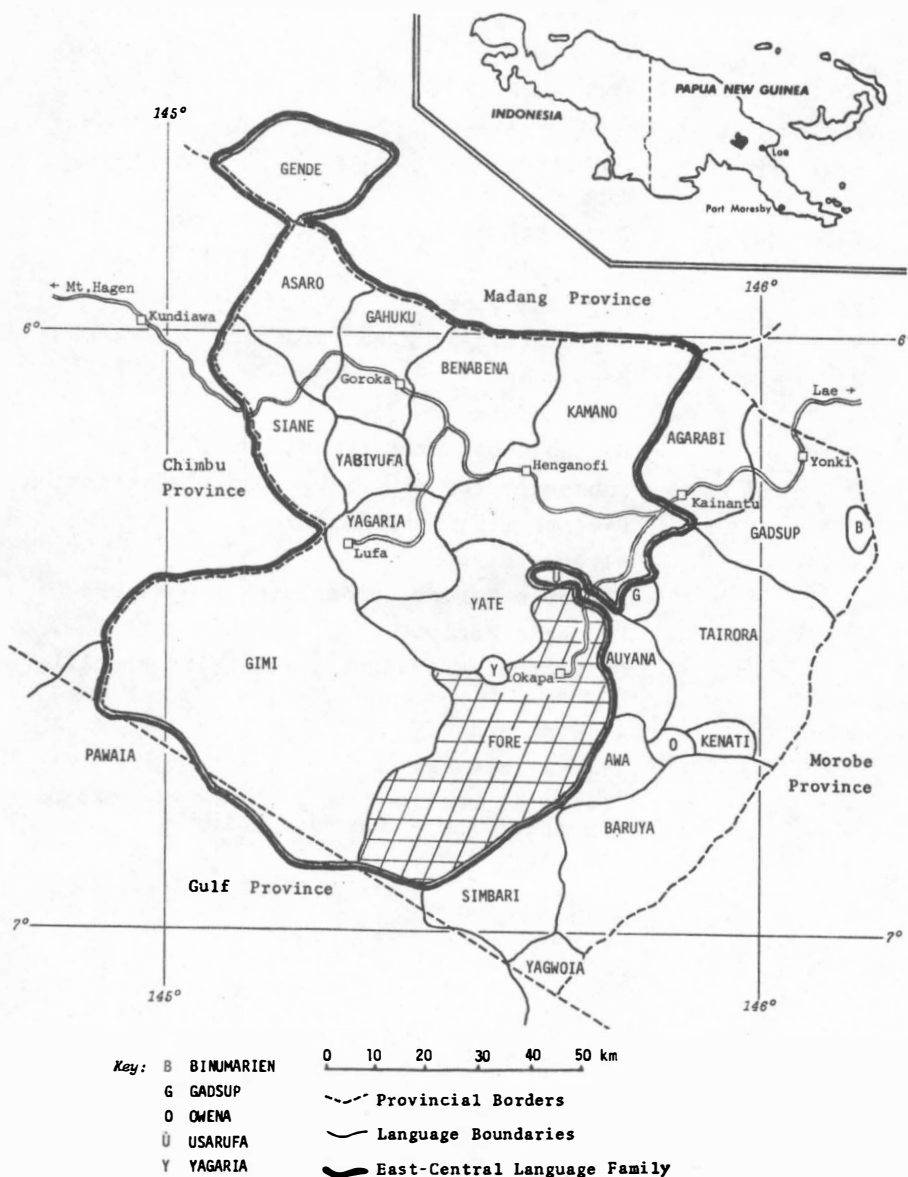 PAPUA NEW GUINEA
INDONESIA
Lae
Port Moresby
145°
GENDE
ASARO
← Mt.Hagen
Kundiawa
Madang Province
146°
6°
6°
GAHUKU
BENABENA
Goroka
KAMANO
Lae →
SIANE
AGARABI
Chimbu
Province
YABIYUFA
Henganofi
Yonki
Kainantu
YAGARIA
GADSUP
B
Lufa
U
YATE
G
TAIRORA
GIMI
Y
Okapa
AUYANA
PAWAIA
FORE
O
KENATI
AWA
Morobe
Province
BARUYA
Gulf Province
SIMBARI
7°
7°
YAGWOIA
145°
146°
Key:
B BINUMARIEN
G GADSUP
O OWENA
Ù USARUFA
Y YAGARIA
0 10 20 30 40 50 km
Provincial Borders
Language Boundaries
East-Central Language Family